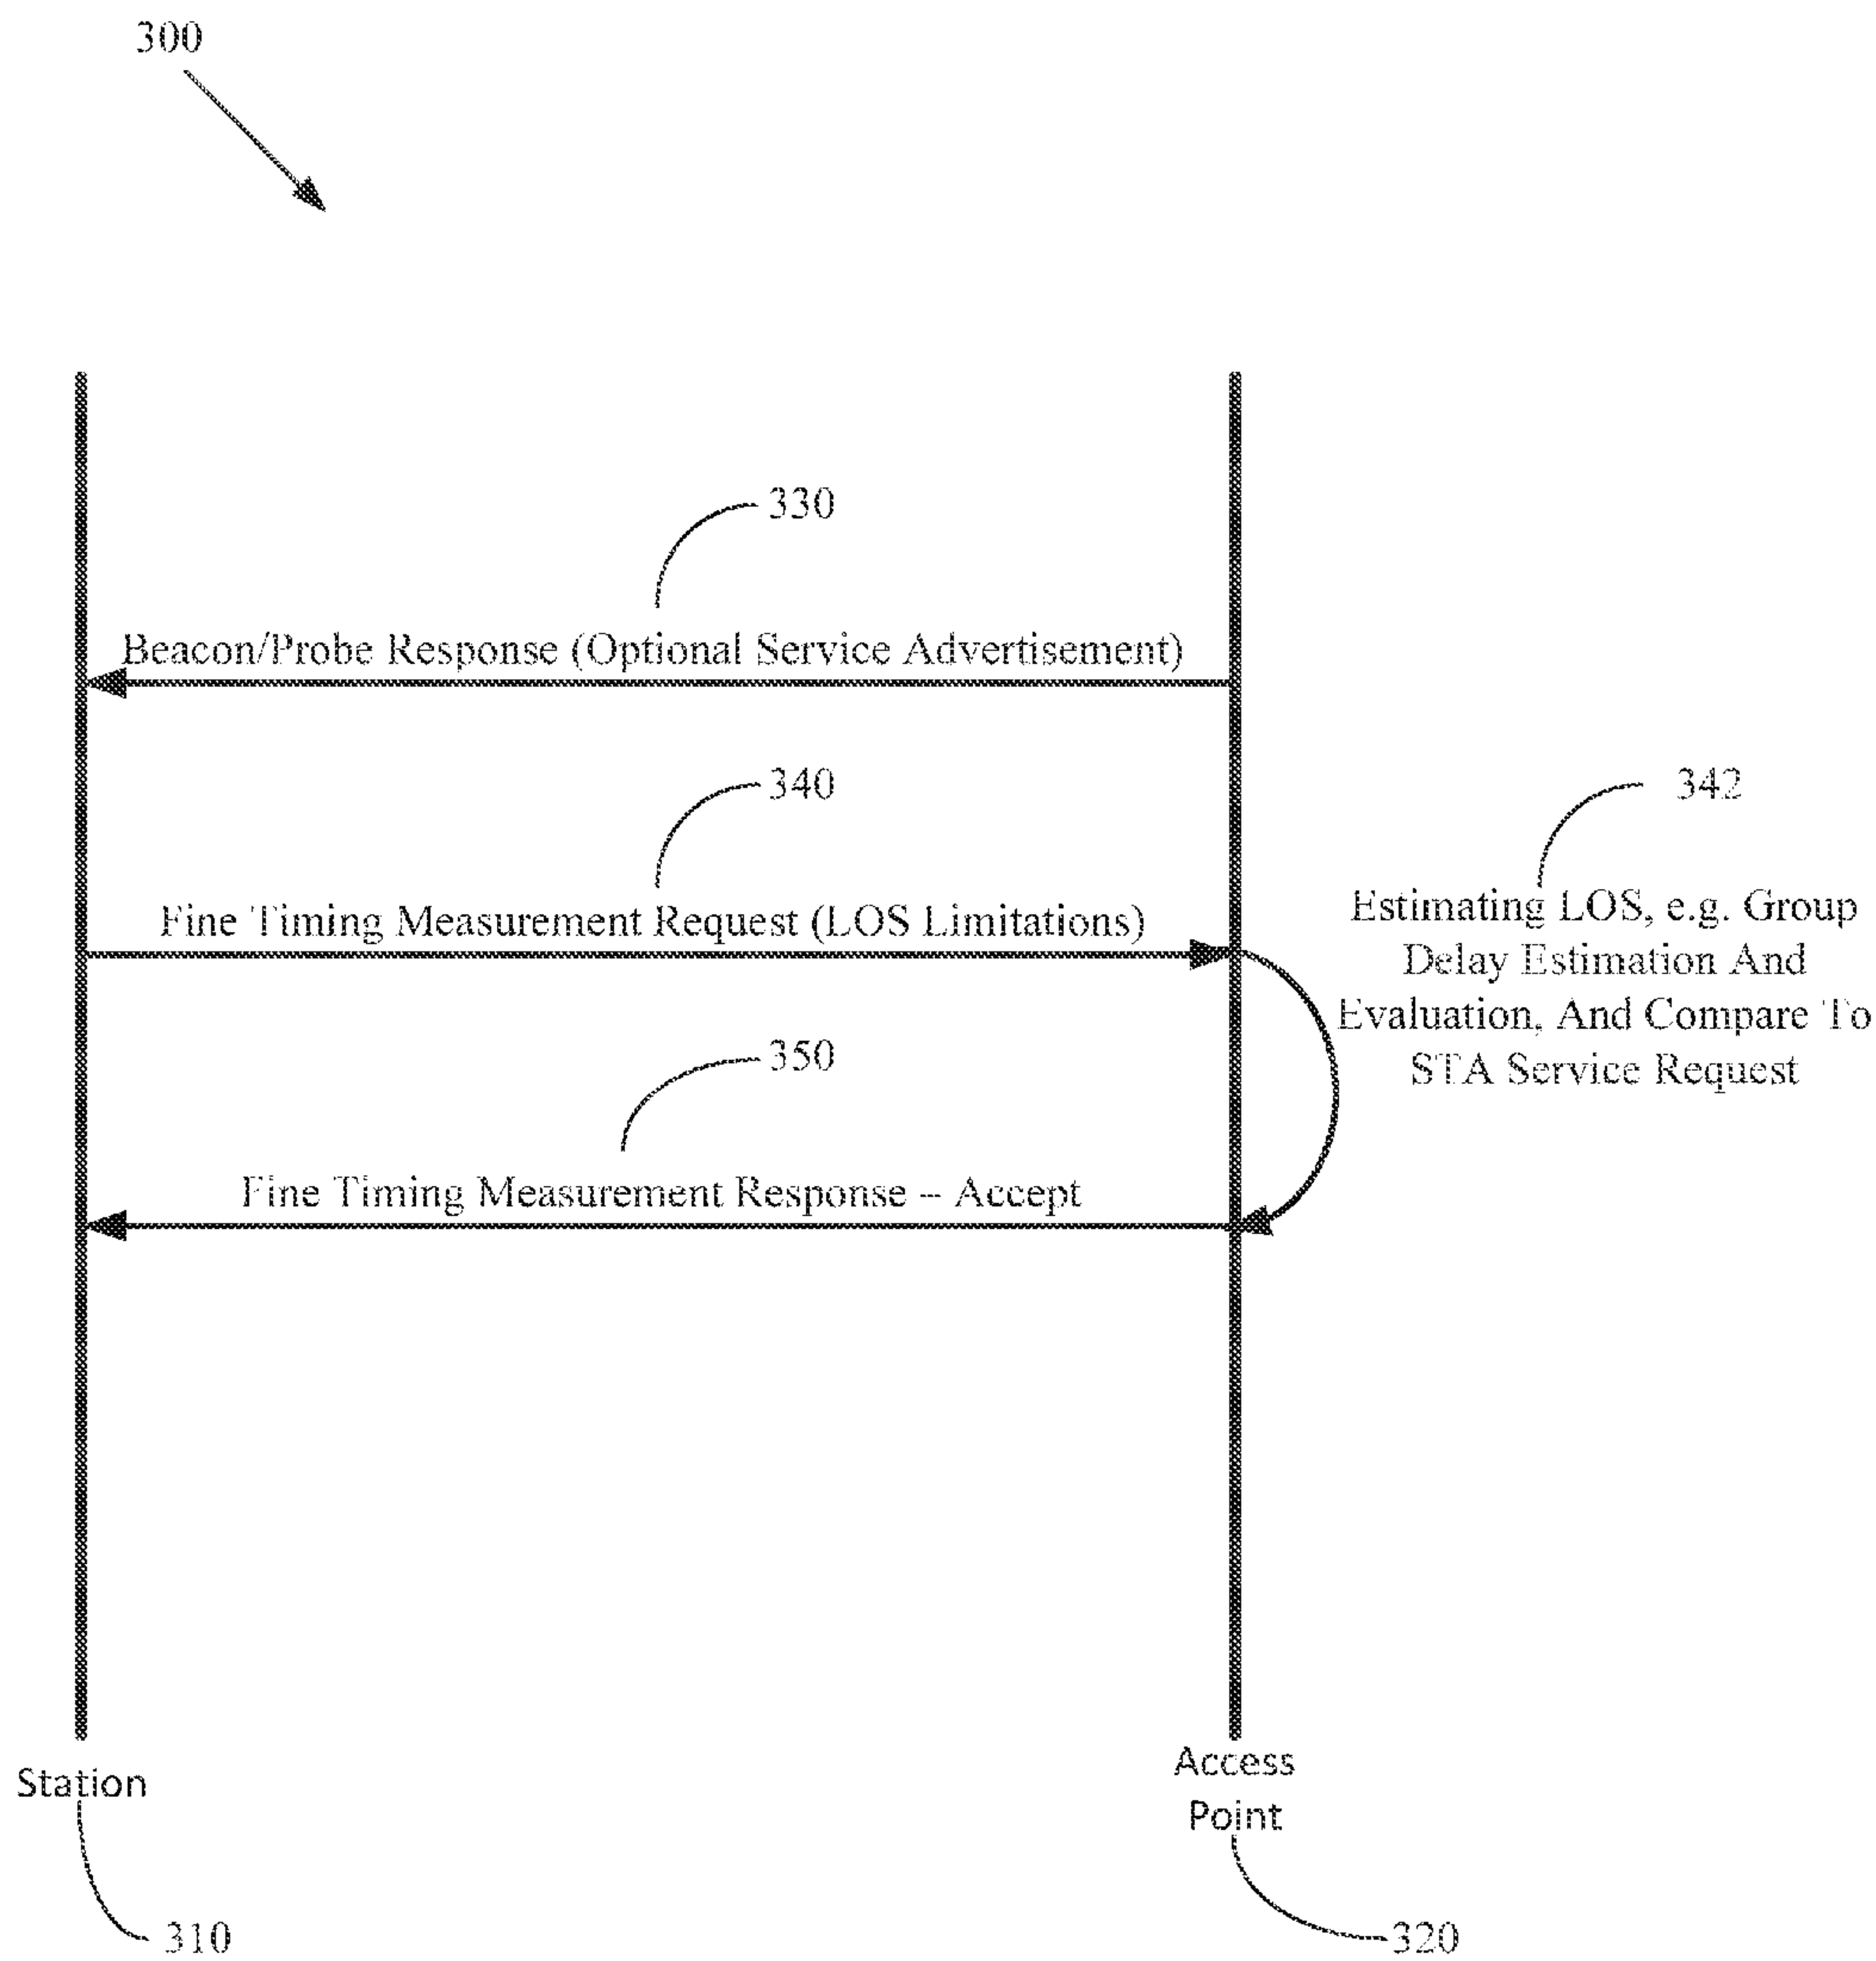 300
330
Beacon/Probe Response (Optional Service Advertisement)
340
342
Fine Timing Measurement Request (LOS Limitations)
Estimating LOS, e.g. Group
Delay Estimation And
Evaluation, And Compare To
STA Service Request
350
Fine Timing Measurement Response -- Accept
Station
Access
Point
310
320